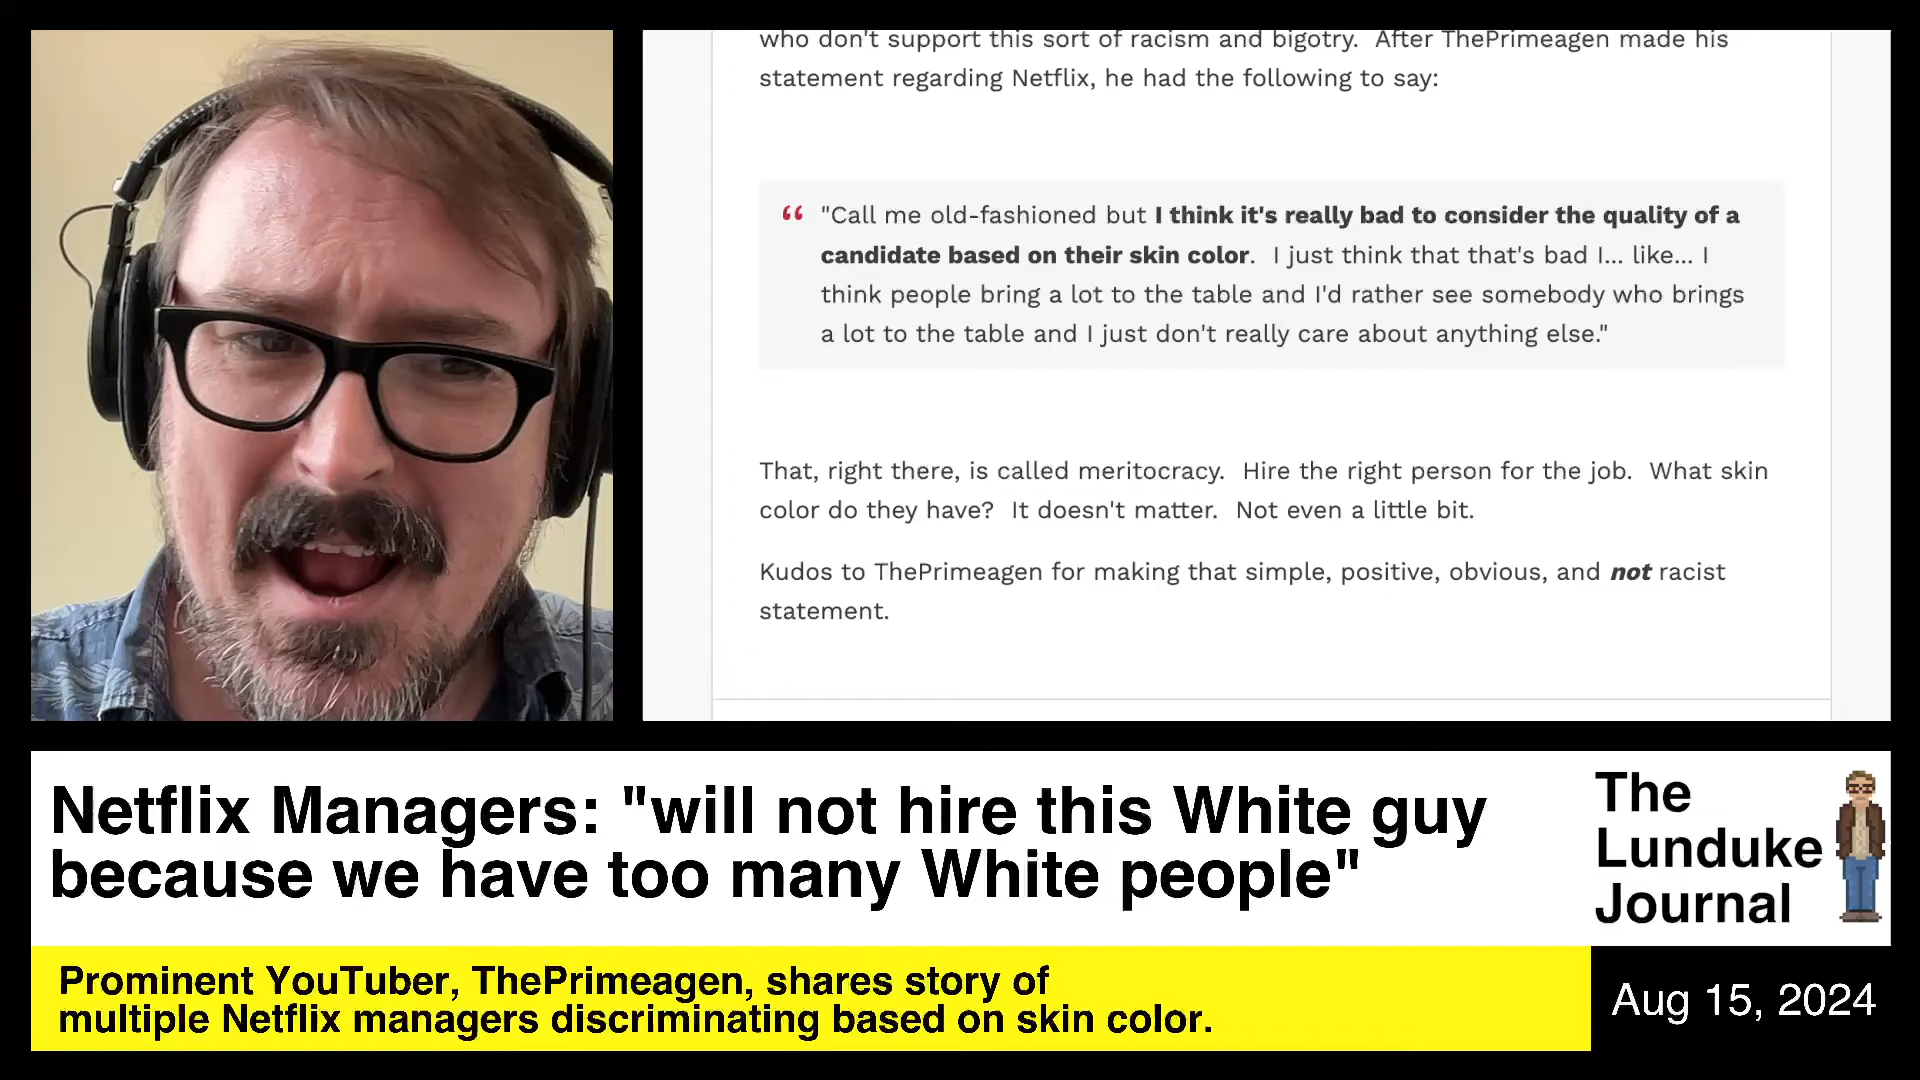 who don't support this sort of racism and bigotry.  After ThePrimeagen made his
statement regarding Netflix, he had the following to say:
“ "Call me old-fashioned but I think it's really bad to consider the quality of a
candidate based on their skin color.  I just think that that's bad I... like... I
think people bring a lot to the table and I'd rather see somebody who brings
a lot to the table and I just don't really care about anything else."
That, right there, is called meritocracy.  Hire the right person for the job.  What skin
color do they have?  It doesn't matter.  Not even a little bit.
Kudos to ThePrimeagen for making that simple, positive, obvious, and not racist
statement.
Netflix Managers: "will not hire this White guy
because we have too many White people"
The
Lunduke
Journal
Prominent YouTuber, ThePrimeagen, shares story of
multiple Netflix managers discriminating based on skin color.
Aug 15, 2024